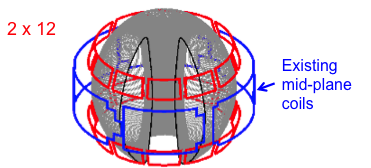 2 x 12
Existing
mid-plane
coils